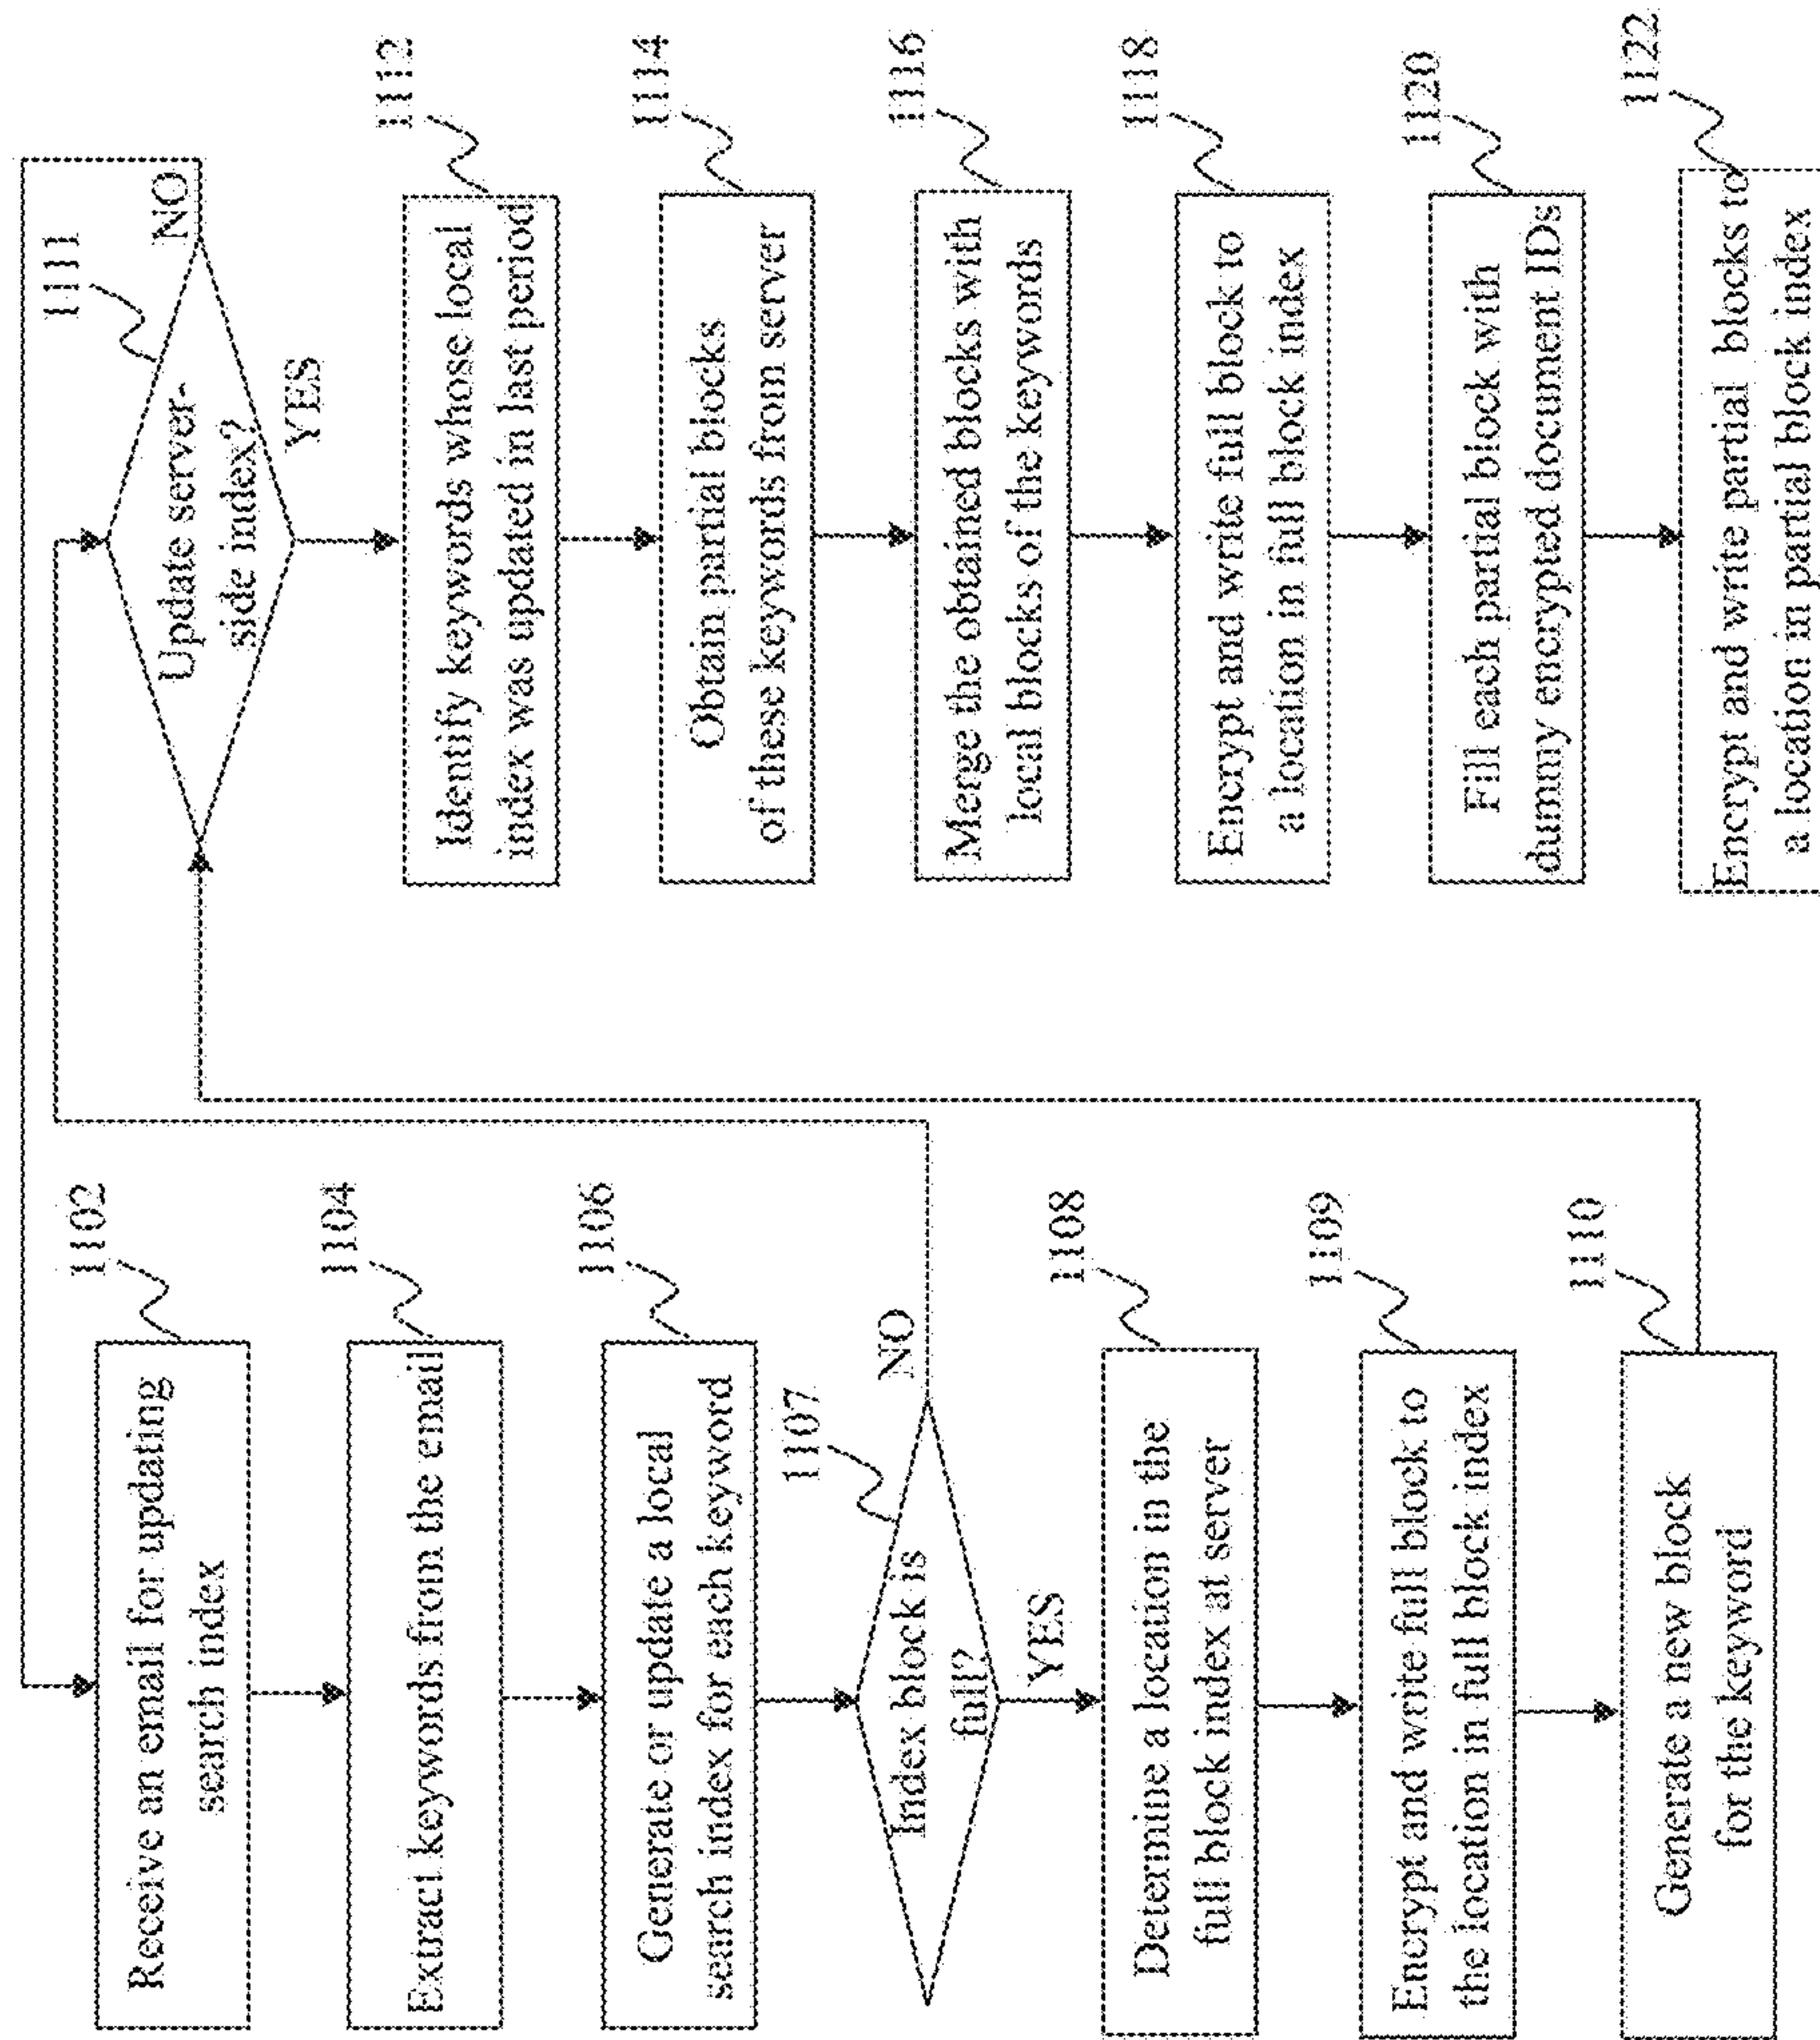 1102
Receive an email for updating
search index
1104
Extract keywords from the email
1106
Generate or update a local
search index for each keyword
1107
Index block is
full?
NO
YES
1108
Determine a location in the
full block index at server
1109
Encrypt and write full block to
the location in full block index
1110
Generate a new block
for the keyword
1111
Update server-
side index?
NO
YES
1112
Identify keywords whose local
index was updated in last period
1114
Obtain partial blocks
of these keywords from server
1116
Merge the obtained blocks with
local blocks of the keywords
1118
Encrypt and write full block to
a location in full block index
1120
Fill each partial block with
dummy encrypted document IDs
1122
Encrypt and write partial blocks to
a location in partial block index